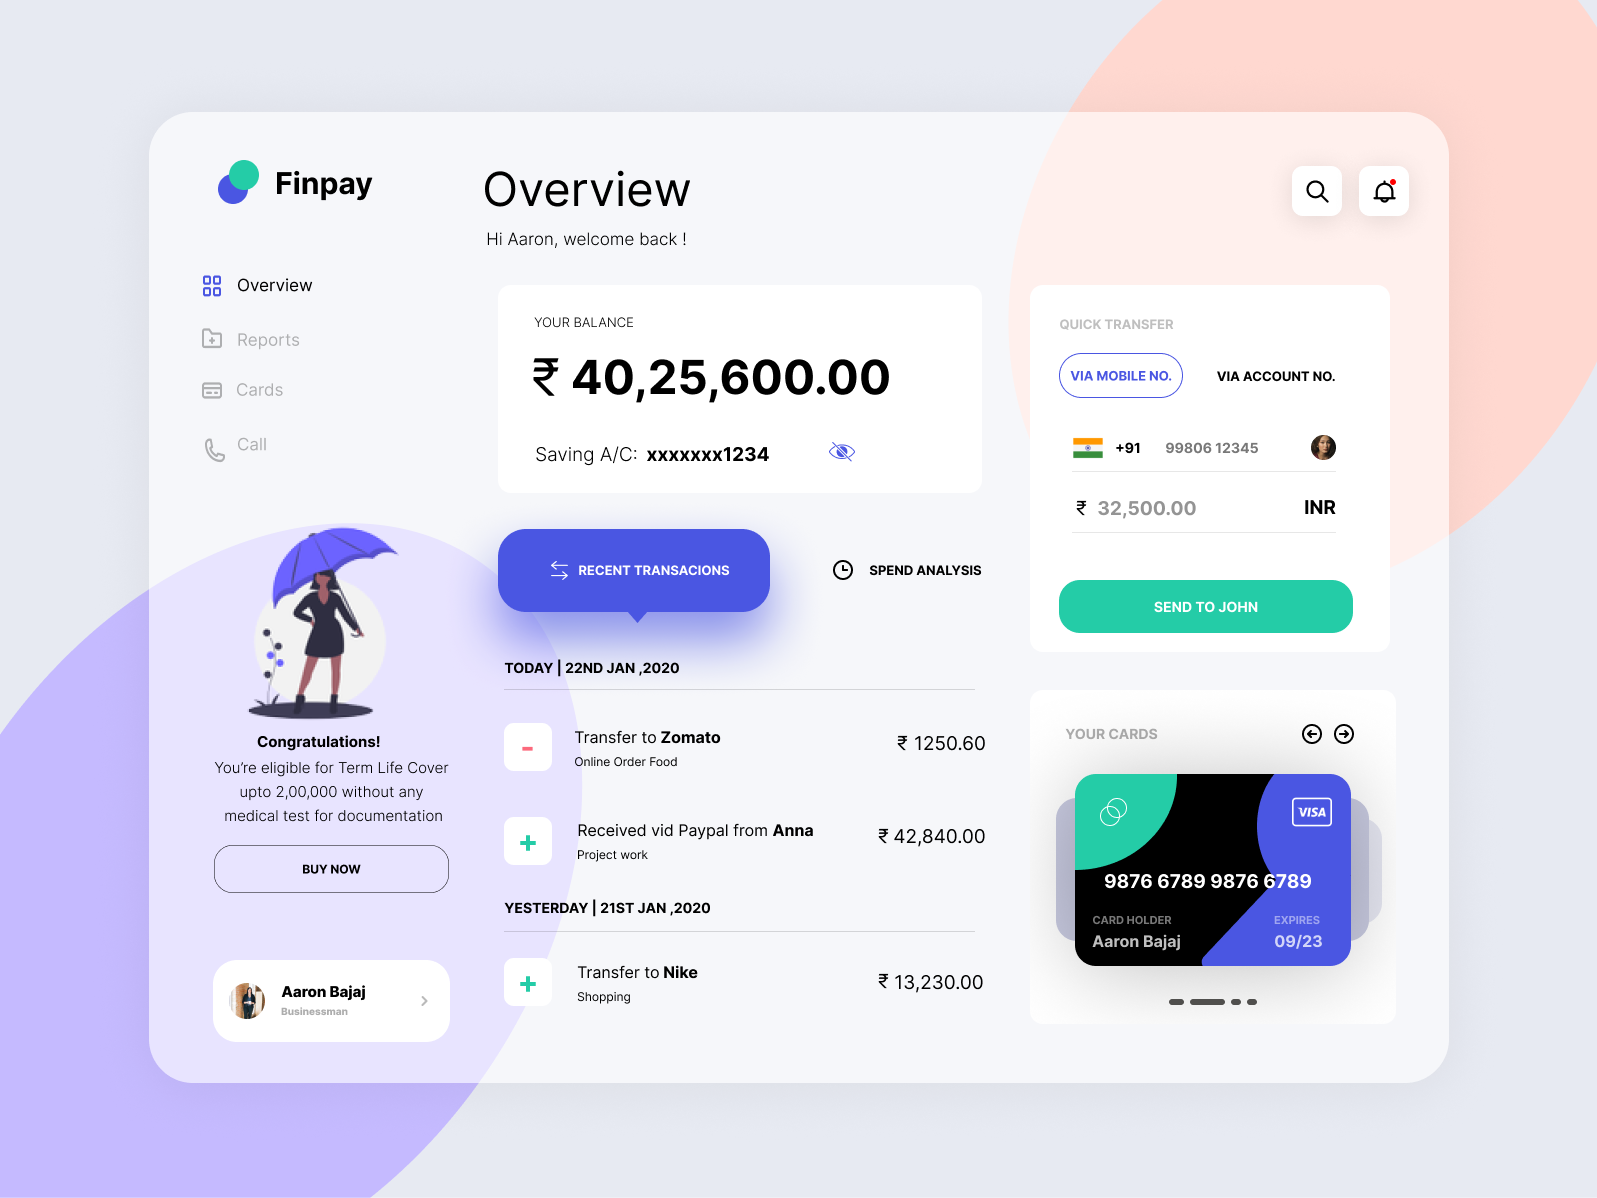 Finpay
Overview
Hi Aaron, welcome back !
Overview
Reports
Cards
Call
Congratulations!
You’re eligible for Term Life Cover
upto 2,00,000 without any
medical test for documentation
BUY NOW
Aaron Bajaj
Businessman
YOUR BALANCE
₹ 40,25,600.00
Saving A/C: xxxxxxx1234
RECENT TRANSACIONS
SPEND ANALYSIS
TODAY | 22ND JAN ,2020
Transfer to Zomato
₹ 1250.60
Online Order Food
Received vid Paypal from Anna
₹ 42,840.00
Project work
YESTERDAY | 21ST JAN ,2020
Transfer to Nike
₹ 13,230.00
Shopping
QUICK TRANSFER
VIA MOBILE NO.
VIA ACCOUNT NO.
+91 99806 12345
₹ 32,500.00 INR
SEND TO JOHN
YOUR CARDS
VISA
9876 6789 9876 6789
CARD HOLDER EXPIRES
Aaron Bajaj 09/23